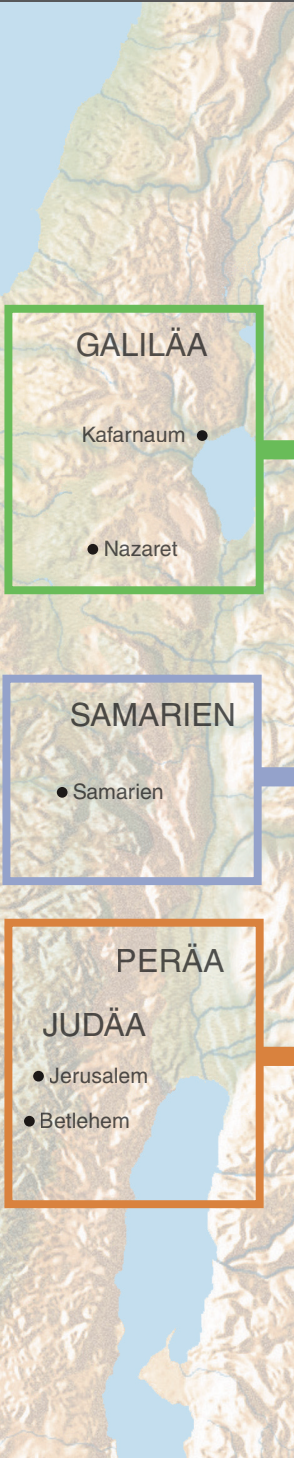 GALILÄA
Kafarnaum
Nazaret
SAMARIEN
Samarien
PERÄA
JUDÄA
Jerusalem
Betlehem